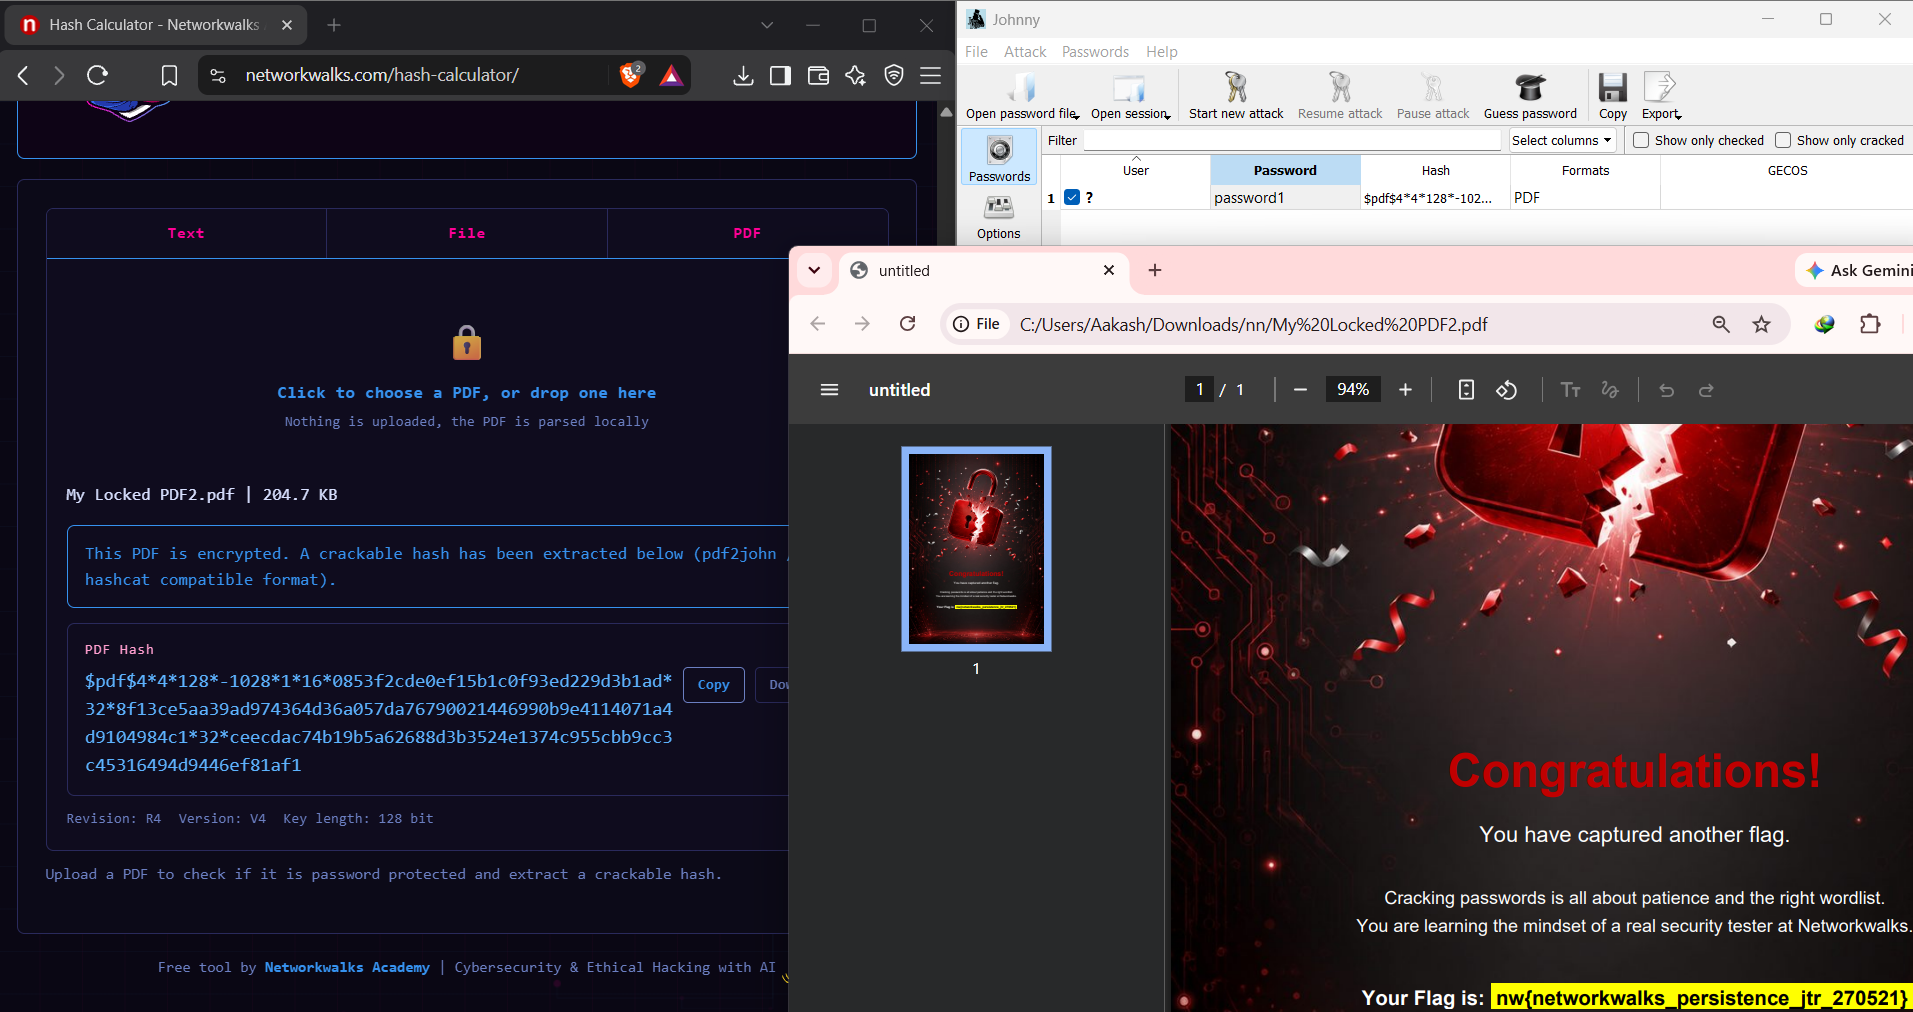 Hash Calculator - Networkwalks
networkwalks.com/hash-calculator/
2
Text
File
PDF
Click to choose a PDF, or drop one here
Nothing is uploaded, the PDF is parsed locally
My Locked PDF2.pdf | 204.7 KB
This PDF is encrypted. A crackable hash has been extracted below (pdf2john
hashcat compatible format).
PDF Hash
$pdf$4*4*128*-1028*1*16*0853f2cde0ef15b1c0f93ed229d3b1ad*
32*8f13ce5aa39ad974364d36a057da76790021446990b9e4114071a4
d9104984c1*32*ceecdac74b19b5a62688d3b3524e1374c955cbb9cc3
c45316494d9446ef81af1
Copy
Revision: R4 Version: V4 Key length: 128 bit
Upload a PDF to check if it is password protected and extract a crackable hash.
Free tool by Networkwalks Academy | Cybersecurity & Ethical Hacking with AI
Johnny
File Attack Passwords Help
Open password file
Open session
Start new attack
Resume attack
Pause attack
Guess password
Copy
Export
Passwords
Options
Filter
Select columns
Show only checked
Show only cracked
User
Password
Hash
Formats
GECOS
1 ? password1 $pdf$4*4*128*-102... PDF
untitled
Ask Gemini
File C:/Users/Aakash/Downloads/nn/My%20Locked%20PDF2.pdf
untitled
1 / 1
94%
1
Congratulations!
You have captured another flag.
Cracking passwords is all about patience and the right wordlist.
You are learning the mindset of a real security tester at Networkwalks.
Your Flag is: nw{networkwalks_persistence_jtr_270521}